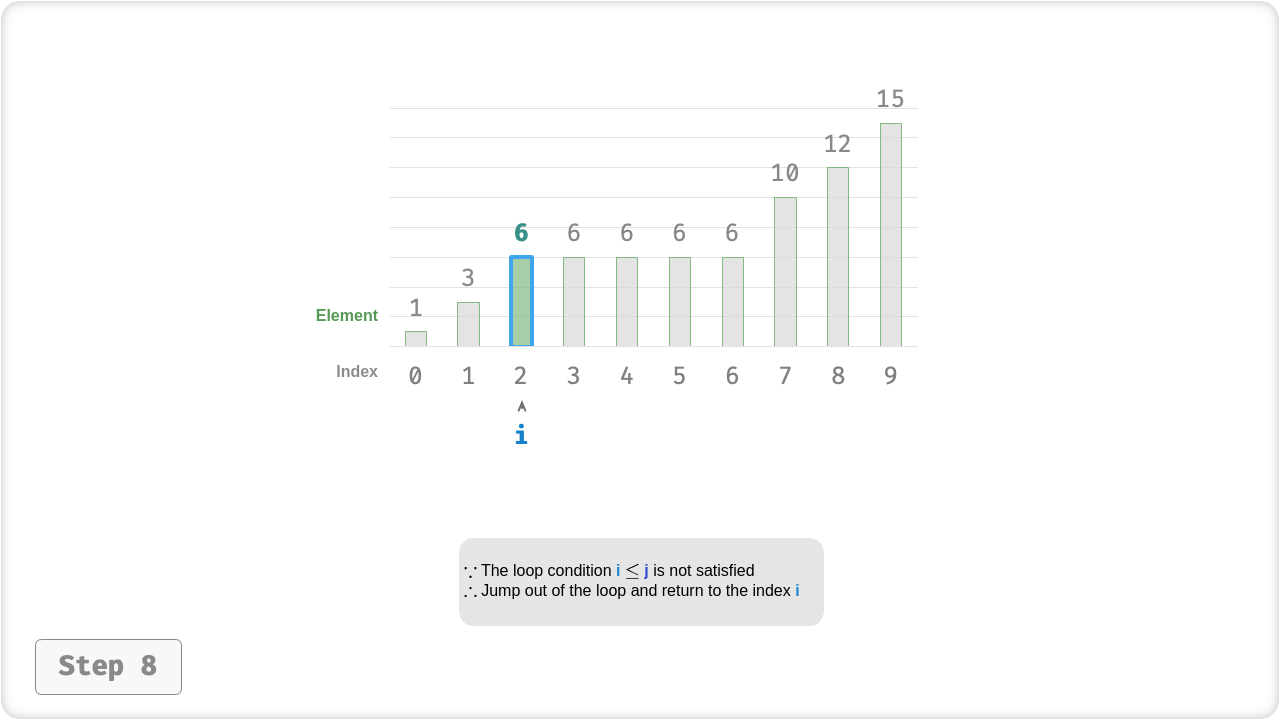 15
12
10
6 6 6 6 6
3
1
Element
Index 0 1 2 3 4 5 6 7 8 9
i
∵ The loop condition i ≤ j is not satisfied
∴ Jump out of the loop and return to the index i
Step 8